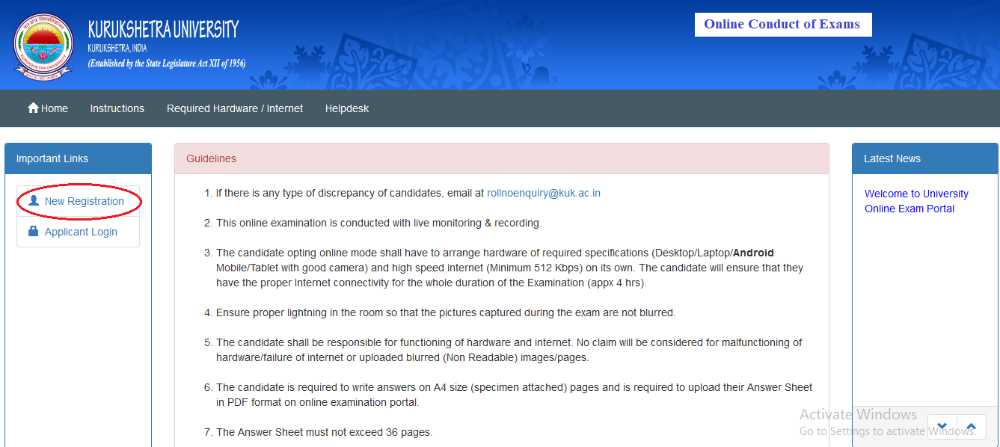 KURUKSHETRA UNIVERSITY
KURUKSHETRA, INDIA
(Established by the State Legislature Act XII of 1956)
Online Conduct of Exams
Home
Instructions
Required Hardware / Internet
Helpdesk
Important Links
New Registration
Applicant Login
Guidelines
1. If there is any type of discrepancy of candidates, email at rollnoenquiry@kuk.ac.in
2. This online examination is conducted with live monitoring & recording.
3. The candidate opting online mode shall have to arrange hardware of required specifications (Desktop/Laptop/Android
Mobile/Tablet with good camera) and high speed internet (Minimum 512 Kbps) on its own. The candidate will ensure that they
have the proper Internet connectivity for the whole duration of the Examination (appx 4 hrs).
4. Ensure proper lightning in the room so that the pictures captured during the exam are not blurred.
5. The candidate shall be responsible for functioning of hardware and internet. No claim will be considered for malfunctioning of
hardware/failure of internet or uploaded blurred (Non Readable) images/pages.
6. The candidate is required to write answers on A4 size (specimen attached) pages and is required to upload their Answer Sheet
in PDF format on online examination portal.
7. The Answer Sheet must not exceed 36 pages.
Latest News
Welcome to University
Online Exam Portal
Activate Windows
Go to Settings to activate Windows.